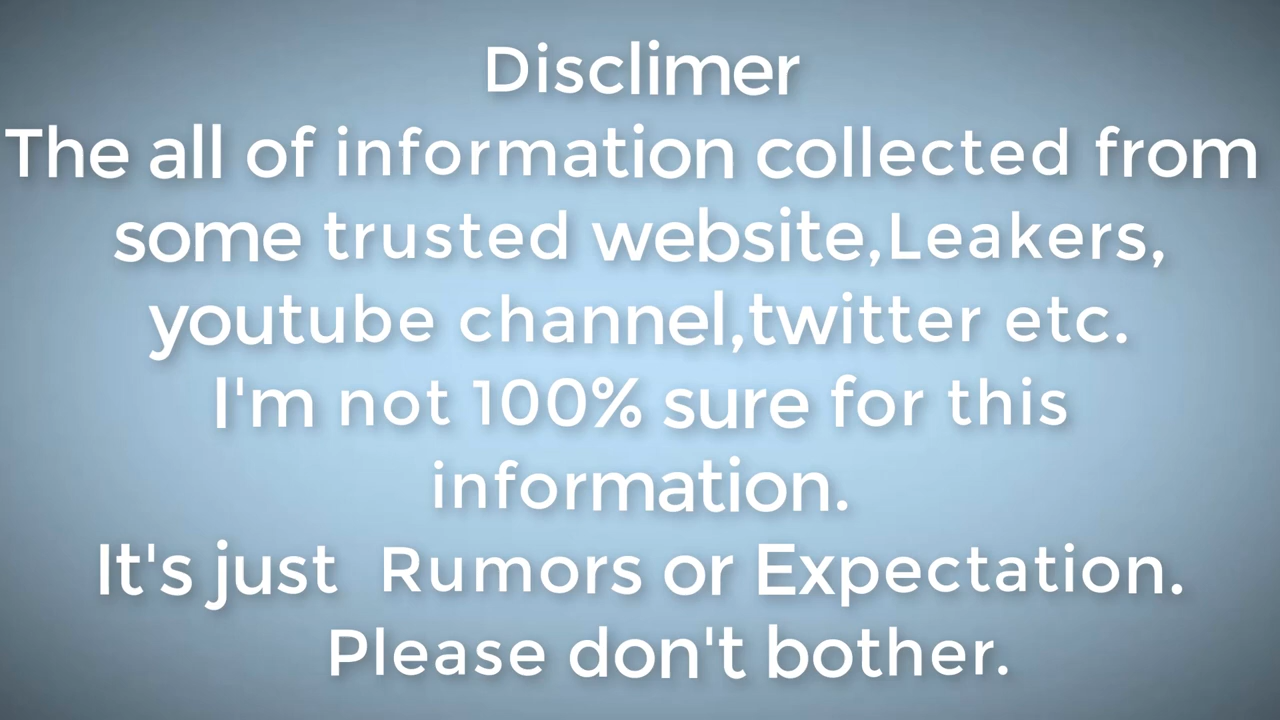 Disclimer
The all of information collected from
some trusted website,Leakers,
youtube channel,twitter etc.
I'm not 100% sure for this
information.
It's just Rumors or Expectation.
Please don't bother.